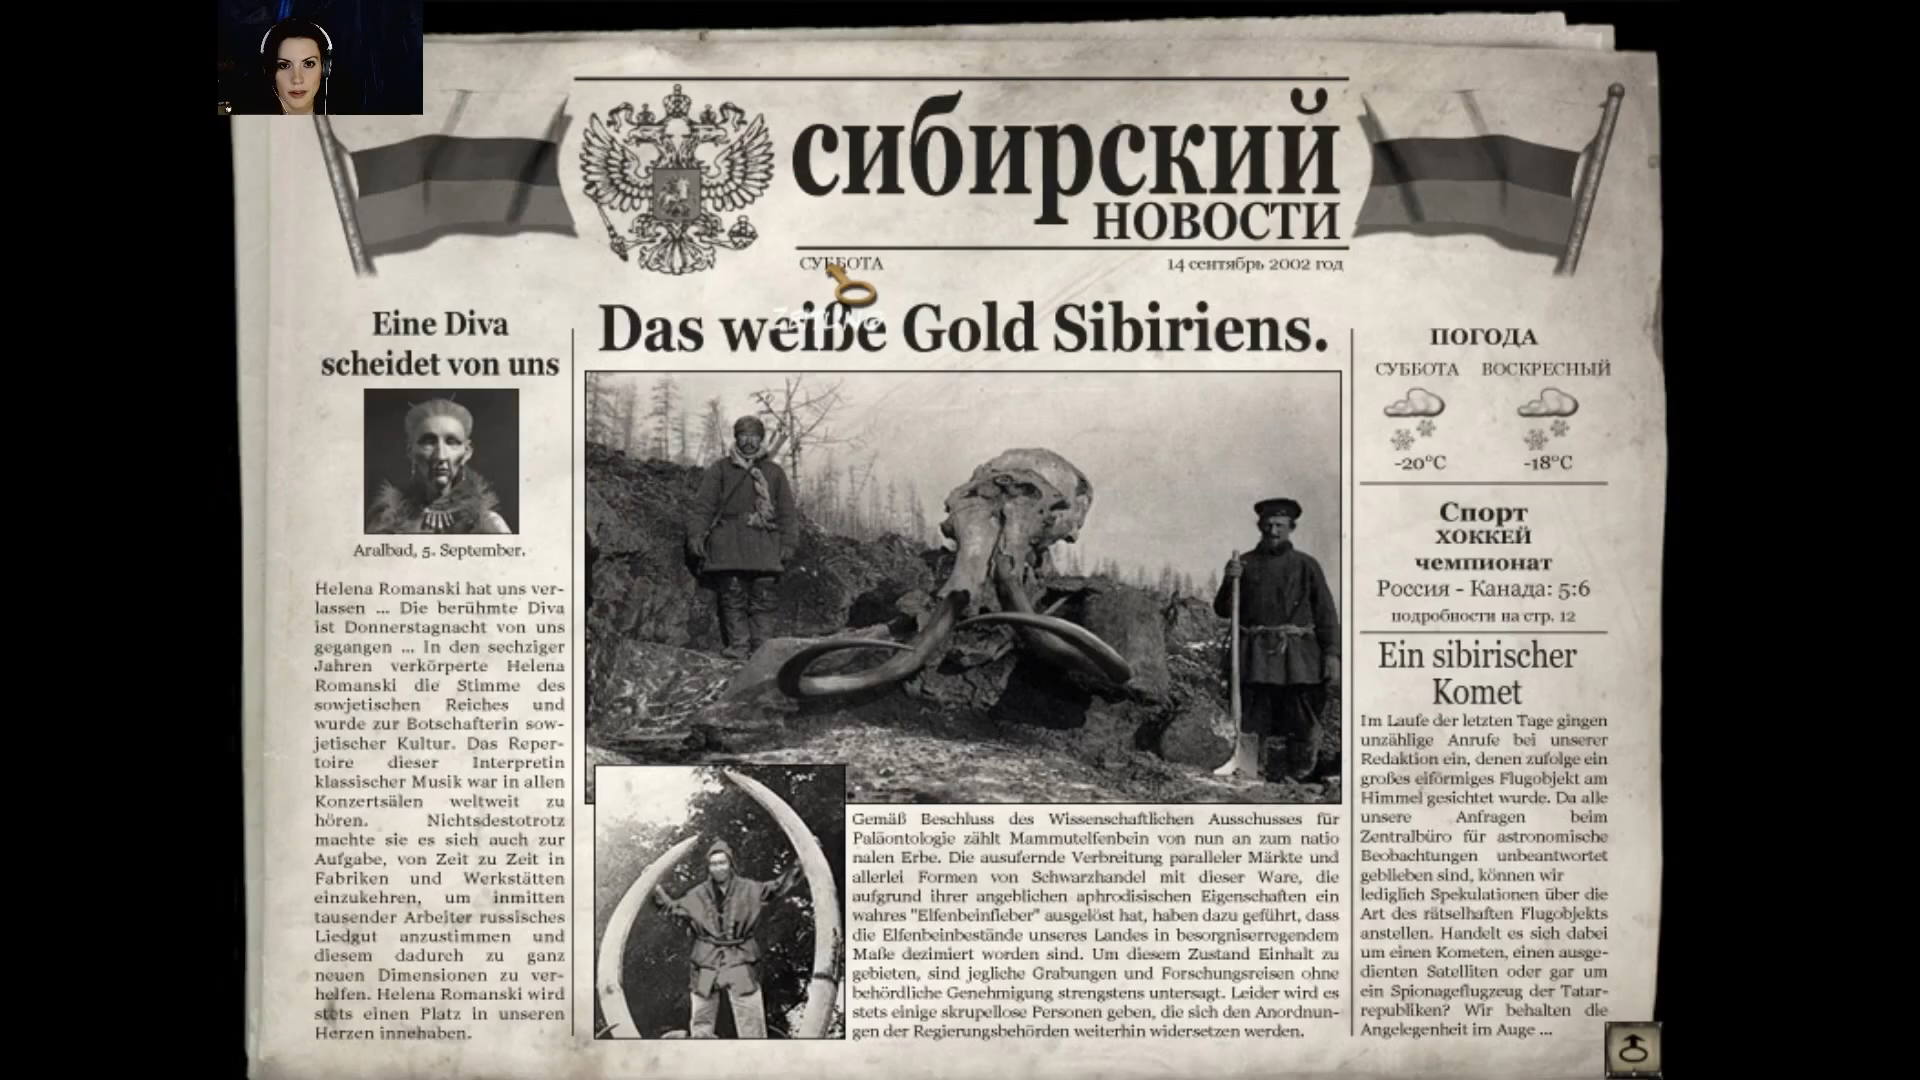 сибирский
НОВОСТИ
СУББОТА
14 сентябрь 2002 год
Eine Diva
scheidet von uns
Aralbad, 5. September.
Helena Romanski hat uns ver-
lassen ... Die berühmte Diva
ist Donnerstagnacht von uns
gegangen ... In den sechziger
Jahren verkörperte Helena
Romanski die Stimme des
sowjetischen Reiches und
wurde zur Botschafterin sow-
jetischer Kultur. Das Reper-
toire dieser Interpretin
klassischer Musik war in allen
Konzertsälen weltweit zu
hören. Nichtsdestotrotz
machte sie es sich auch zur
Aufgabe, von Zeit zu Zeit in
Fabriken und Werkstätten
einzukehren, um inmitten
tausender Arbeiter russisches
Liedgut anzustimmen und
diesem dadurch zu ganz
neuen Dimensionen zu ver-
helfen. Helena Romanski wird
stets einen Platz in unseren
Herzen innehaben.
Das weiße Gold Sibiriens.
Gemäß Beschluss des Wissenschaftlichen Ausschusses für
Paläontologie zählt Mammutelfenbein von nun an zum natio
nalen Erbe. Die ausufernde Verbreitung paralleler Märkte und
allerlei Formen von Schwarzhandel mit dieser Ware, die
aufgrund ihrer angeblichen aphrodisischen Eigenschaften ein
wahres "Elfenbeinfieber" ausgelöst hat, haben dazu geführt, dass
die Elfenbeinbestände unseres Landes in besorgniserregendem
Maße dezimiert worden sind. Um diesem Zustand Einhalt zu
gebieten, sind jegliche Grabungen und Forschungsreisen ohne
behördliche Genehmigung strengstens untersagt. Leider wird es
stets einige skrupellose Personen geben, die sich den Anordnun-
gen der Regierungsbehörden weiterhin widersetzen werden.
ПОГОДА
СУББОТА ВОСКРЕСНЫЙ
-20°C -18°C
Спорт
ХОККЕЙ
чемпионат
Россия - Канада: 5:6
подробности на стр. 12
Ein sibirischer
Komet
Im Laufe der letzten Tage gingen
unzählige Anrufe bei unserer
Redaktion ein, denen zufolge ein
großes eiförmiges Flugobjekt am
Himmel gesichtet wurde. Da alle
unsere Anfragen beim
Zentralbüro für astronomische
Beobachtungen unbeantwortet
geblieben sind, können wir
lediglich Spekulationen über die
Art des rätselhaften Flugobjekts
anstellen. Handelt es sich dabei
um einen Kometen, einen ausge-
dienten Satelliten oder gar um
ein Spionageflugzeug der Tatar-
republiken? Wir behalten die
Angelegenheit im Auge ...